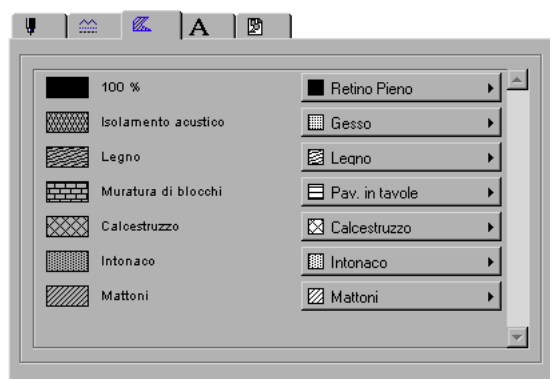 A
100 % Retino Pieno
Isolamento acustico Gesso
Legno Legno
Muratura di blocchi Pav. in tavole
Calcestruzzo Calcestruzzo
Intonaco Intonaco
Mattoni Mattoni